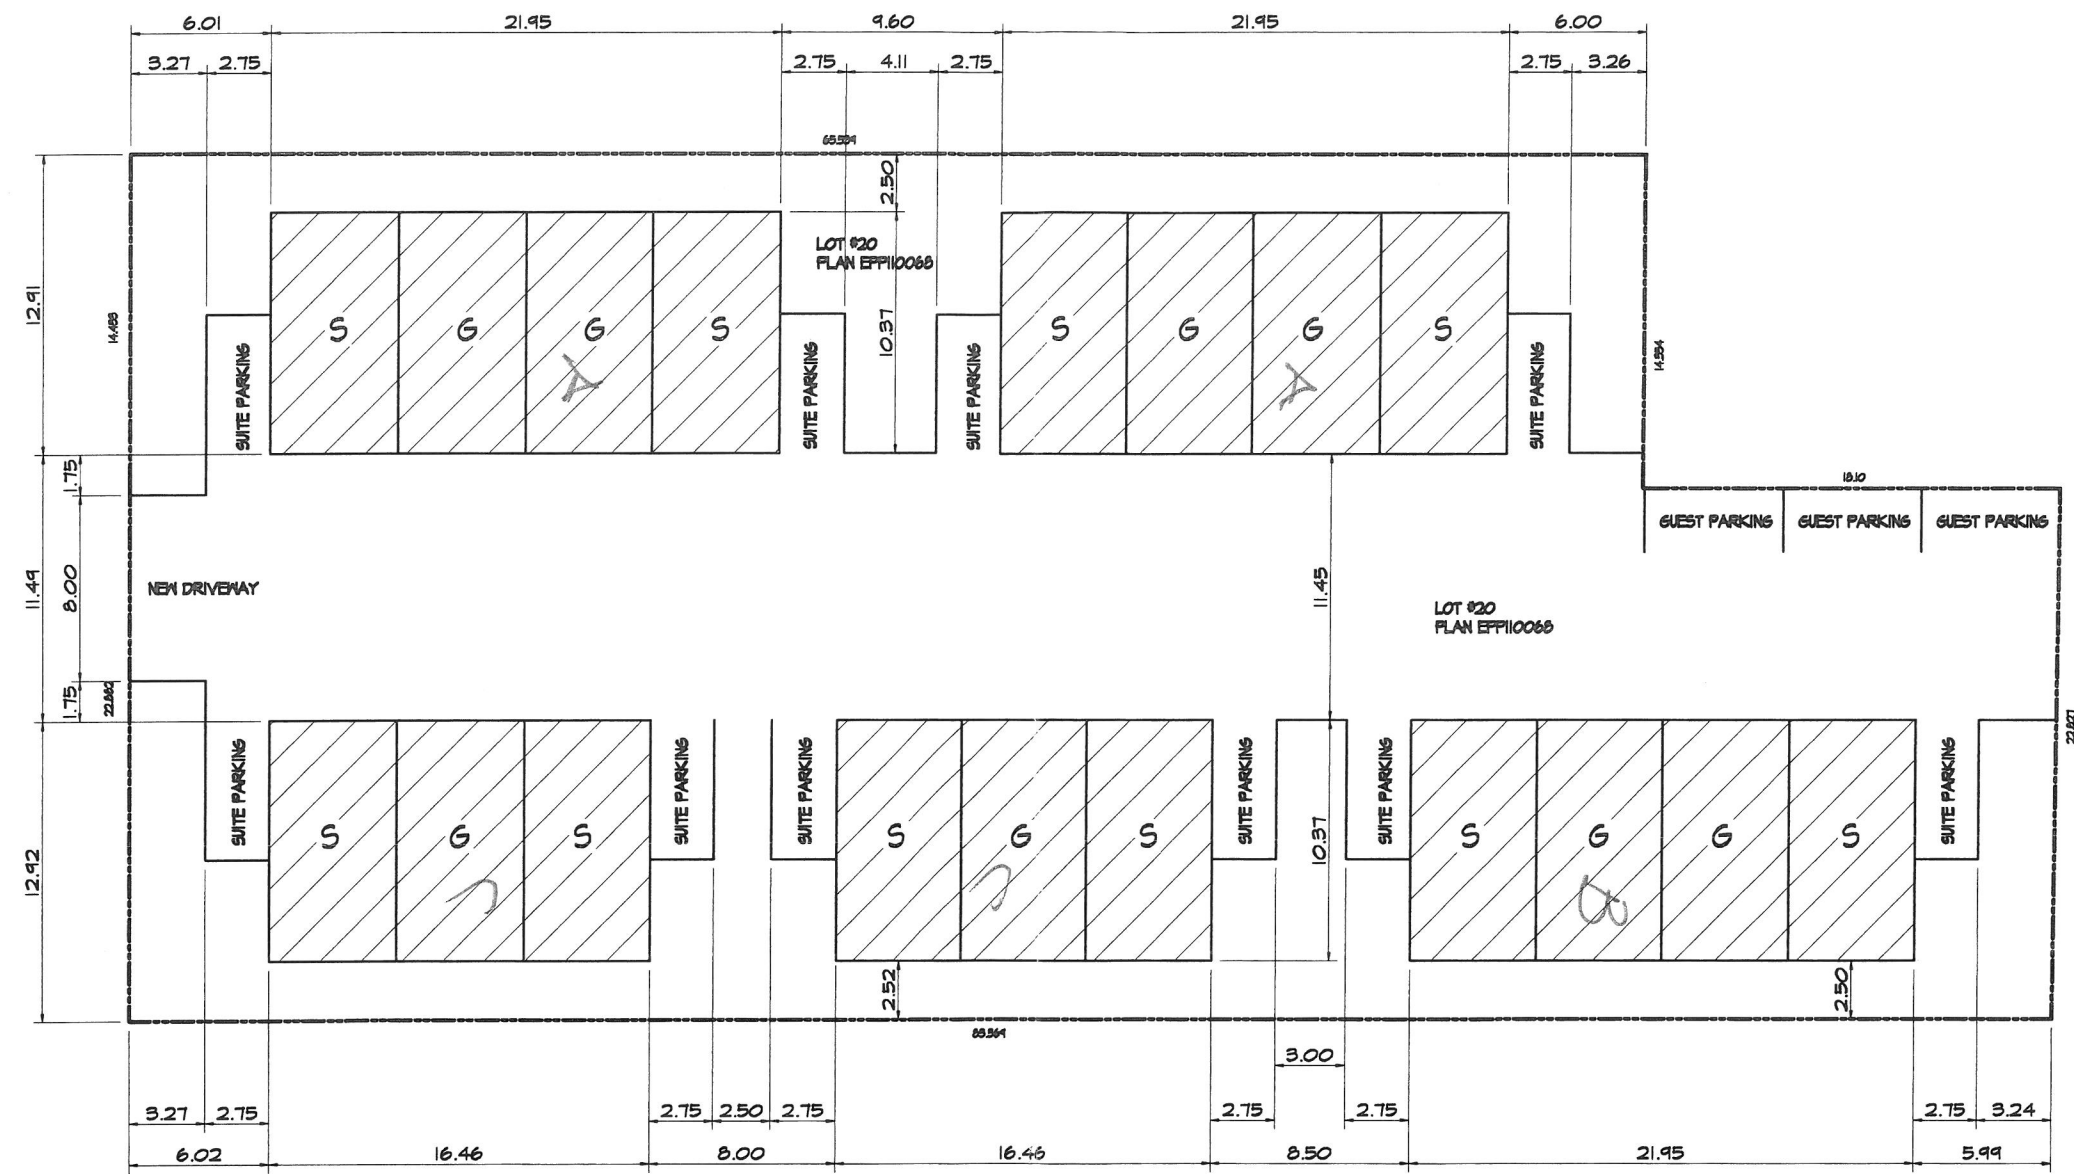 6.01 21.95 9.60 21.95 6.00
3.27 2.75 2.75 4.11 2.75 2.75 3.26
2.50
12.91
LOT #20
PLAN EPP110068
10.37
S G G S
S G G S
A A
SUITE PARKING
SUITE PARKING
SUITE PARKING
SUITE PARKING
1.75
18.10
GUEST PARKING GUEST PARKING GUEST PARKING
11.49
8.00
NEW DRIVEWAY
11.45
LOT #20
PLAN EPP110068
1.75
SUITE PARKING
SUITE PARKING
SUITE PARKING
SUITE PARKING
SUITE PARKING
SUITE PARKING
S G S
S G S
S G G S
C C B
12.92
10.37
2.52
2.50
3.00
3.27 2.75 2.75 2.50 2.75 2.75 2.75 2.75 3.24
6.02 16.46 8.00 16.46 8.50 21.95 5.99